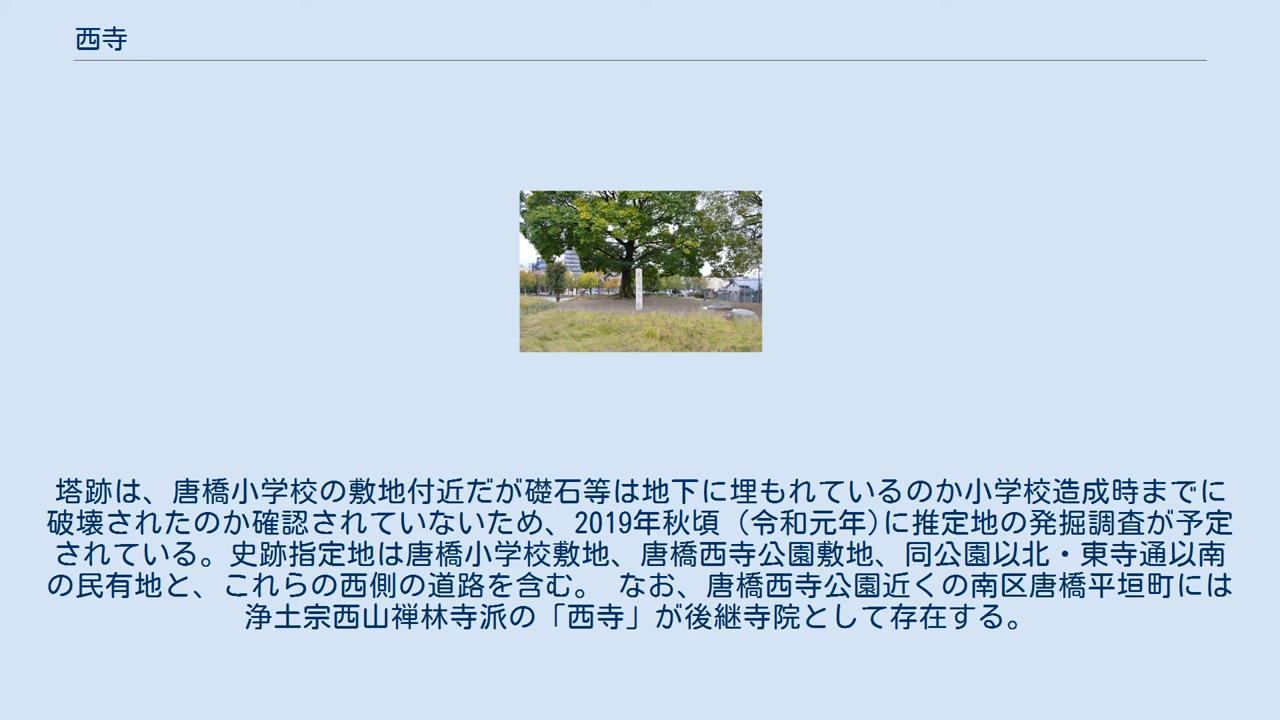 西寺
塔跡は、唐橋小学校の敷地付近だが礎石等は地下に埋もれているのか小学校造成時までに
破壊されたのか確認されていないため、2019年秋頃（令和元年)に推定地の発掘調査が予定
されている。史跡指定地は唐橋小学校敷地、唐橋西寺公園敷地、同公園以北・東寺通以南
の民有地と、これらの西側の道路を含む。 なお、唐橋西寺公園近くの南区唐橋平垣町には
浄土宗西山禅林寺派の「西寺」が後継寺院として存在する。